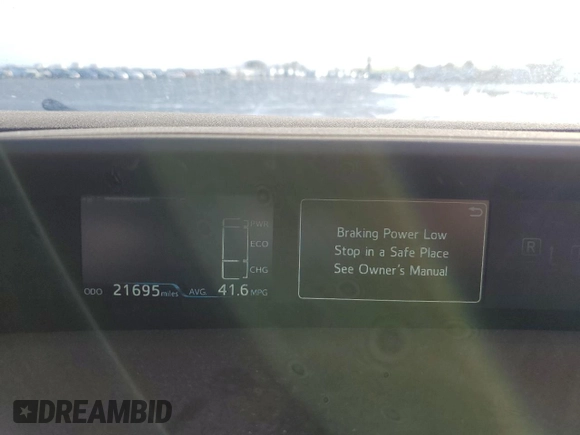 PWR
ECO
CHG
ODO 21695 miles AVG 41.6 MPG
Braking Power Low
Stop in a Safe Place
See Owner's Manual
R
DREAMBID